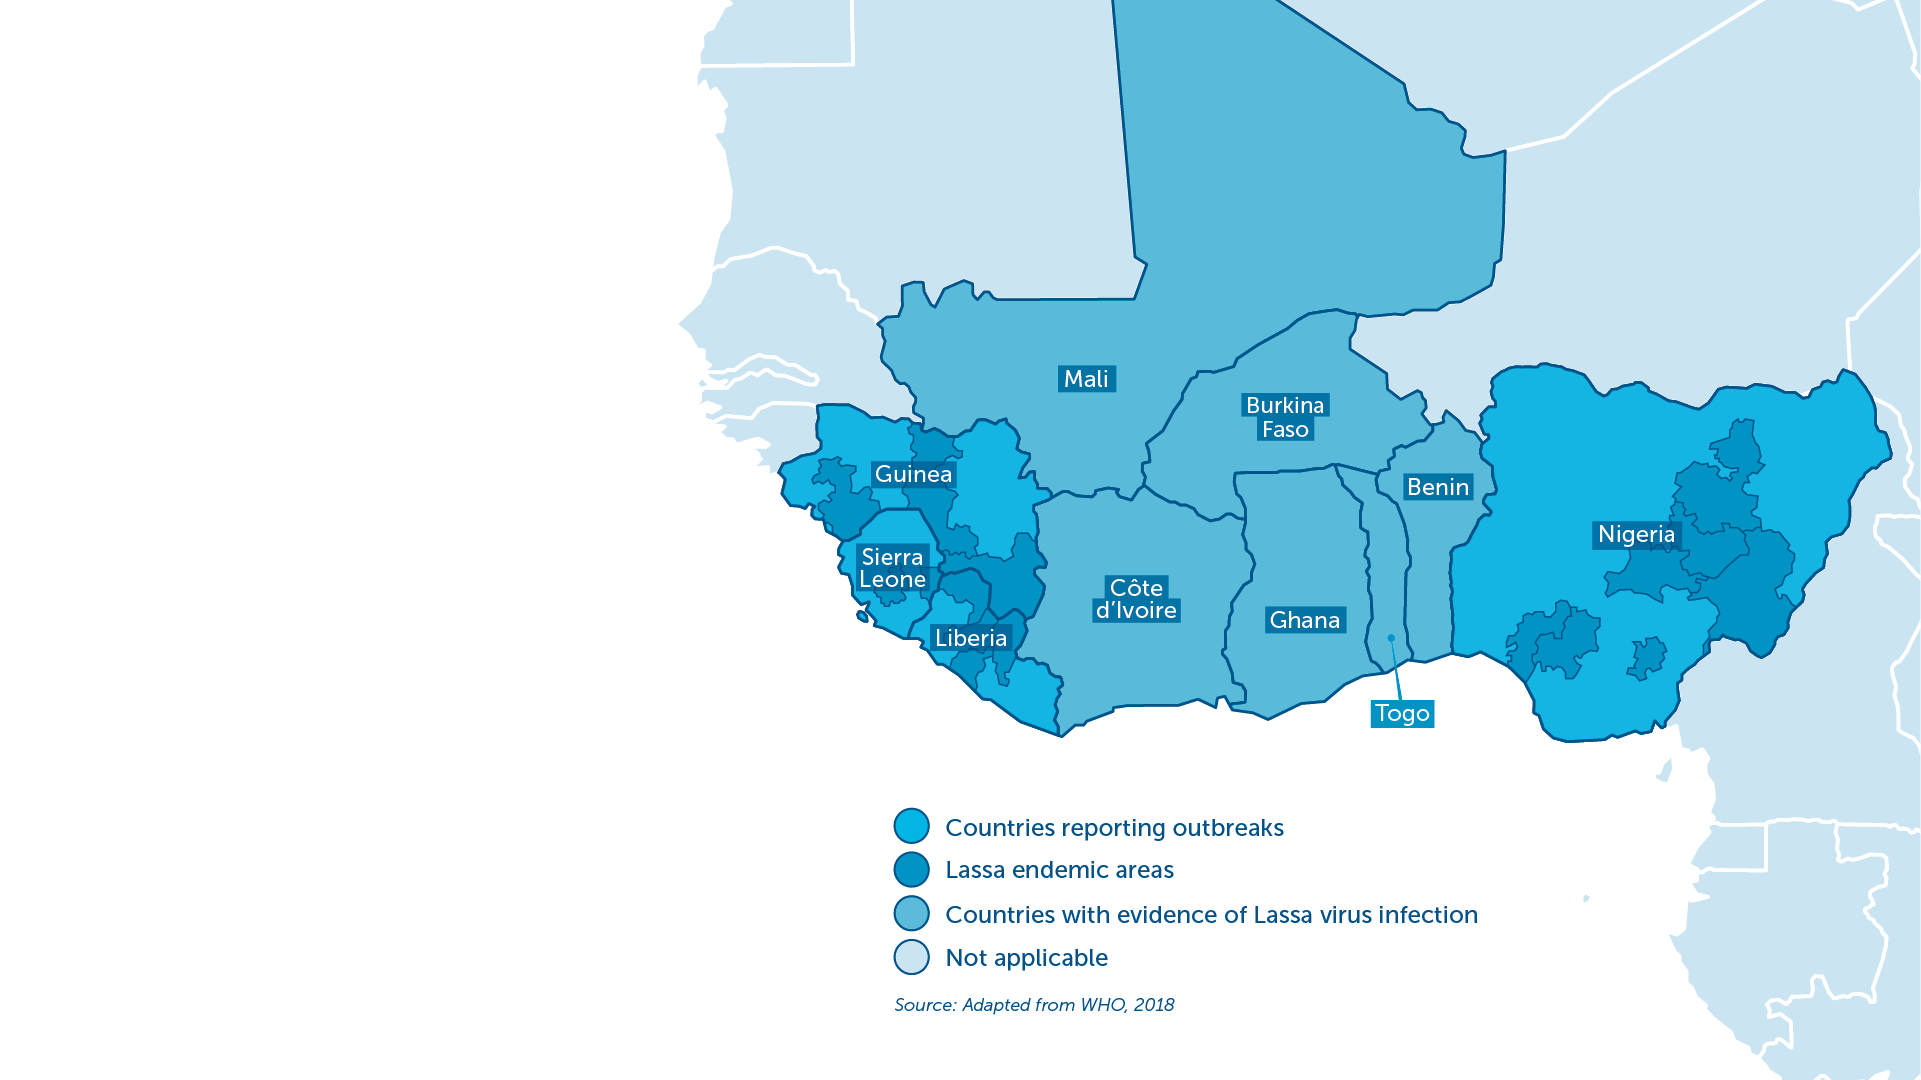 Mali
Burkina
Faso
Guinea
Benin
Nigeria
Sierra
Leone
Côte
d’Ivoire
Ghana
Liberia
Togo
Countries reporting outbreaks
Lassa endemic areas
Countries with evidence of Lassa virus infection
Not applicable
Source: Adapted from WHO, 2018